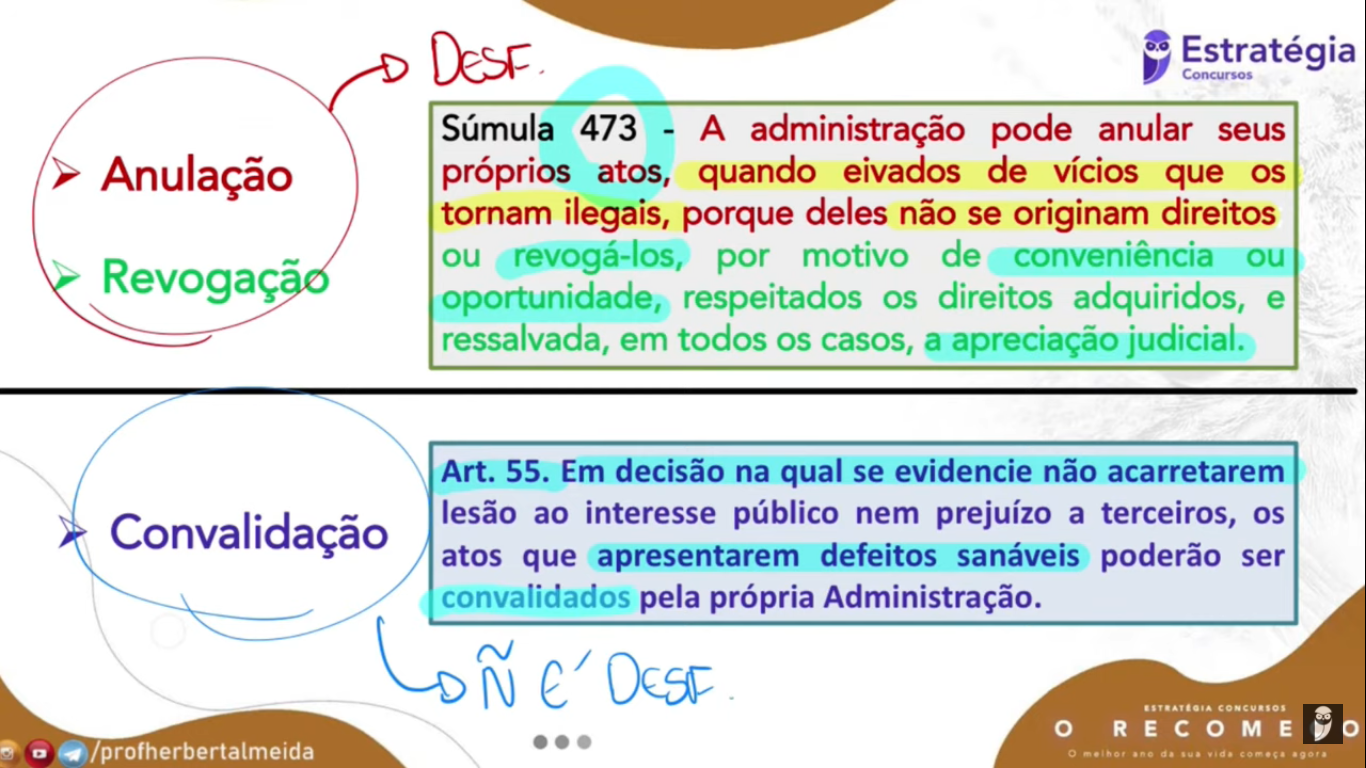 DESF.
Estratégia
Concursos
➢ Anulação
➢ Revogação
Súmula 473 - A administração pode anular seus
próprios atos, quando eivados de vícios que os
tornam ilegais, porque deles não se originam direitos
ou revogá-los, por motivo de conveniência ou
oportunidade, respeitados os direitos adquiridos, e
ressalvada, em todos os casos, a apreciação judicial.
➢ Convalidação
Art. 55. Em decisão na qual se evidencie não acarretarem
lesão ao interesse público nem prejuízo a terceiros, os
atos que apresentarem defeitos sanáveis poderão ser
convalidados pela própria Administração.
Ñ É DESF.
/profherbertalmeida
ESTRATÉGIA CONCURSOS
O RECOMEÇO
O melhor ano da sua vida começa agora